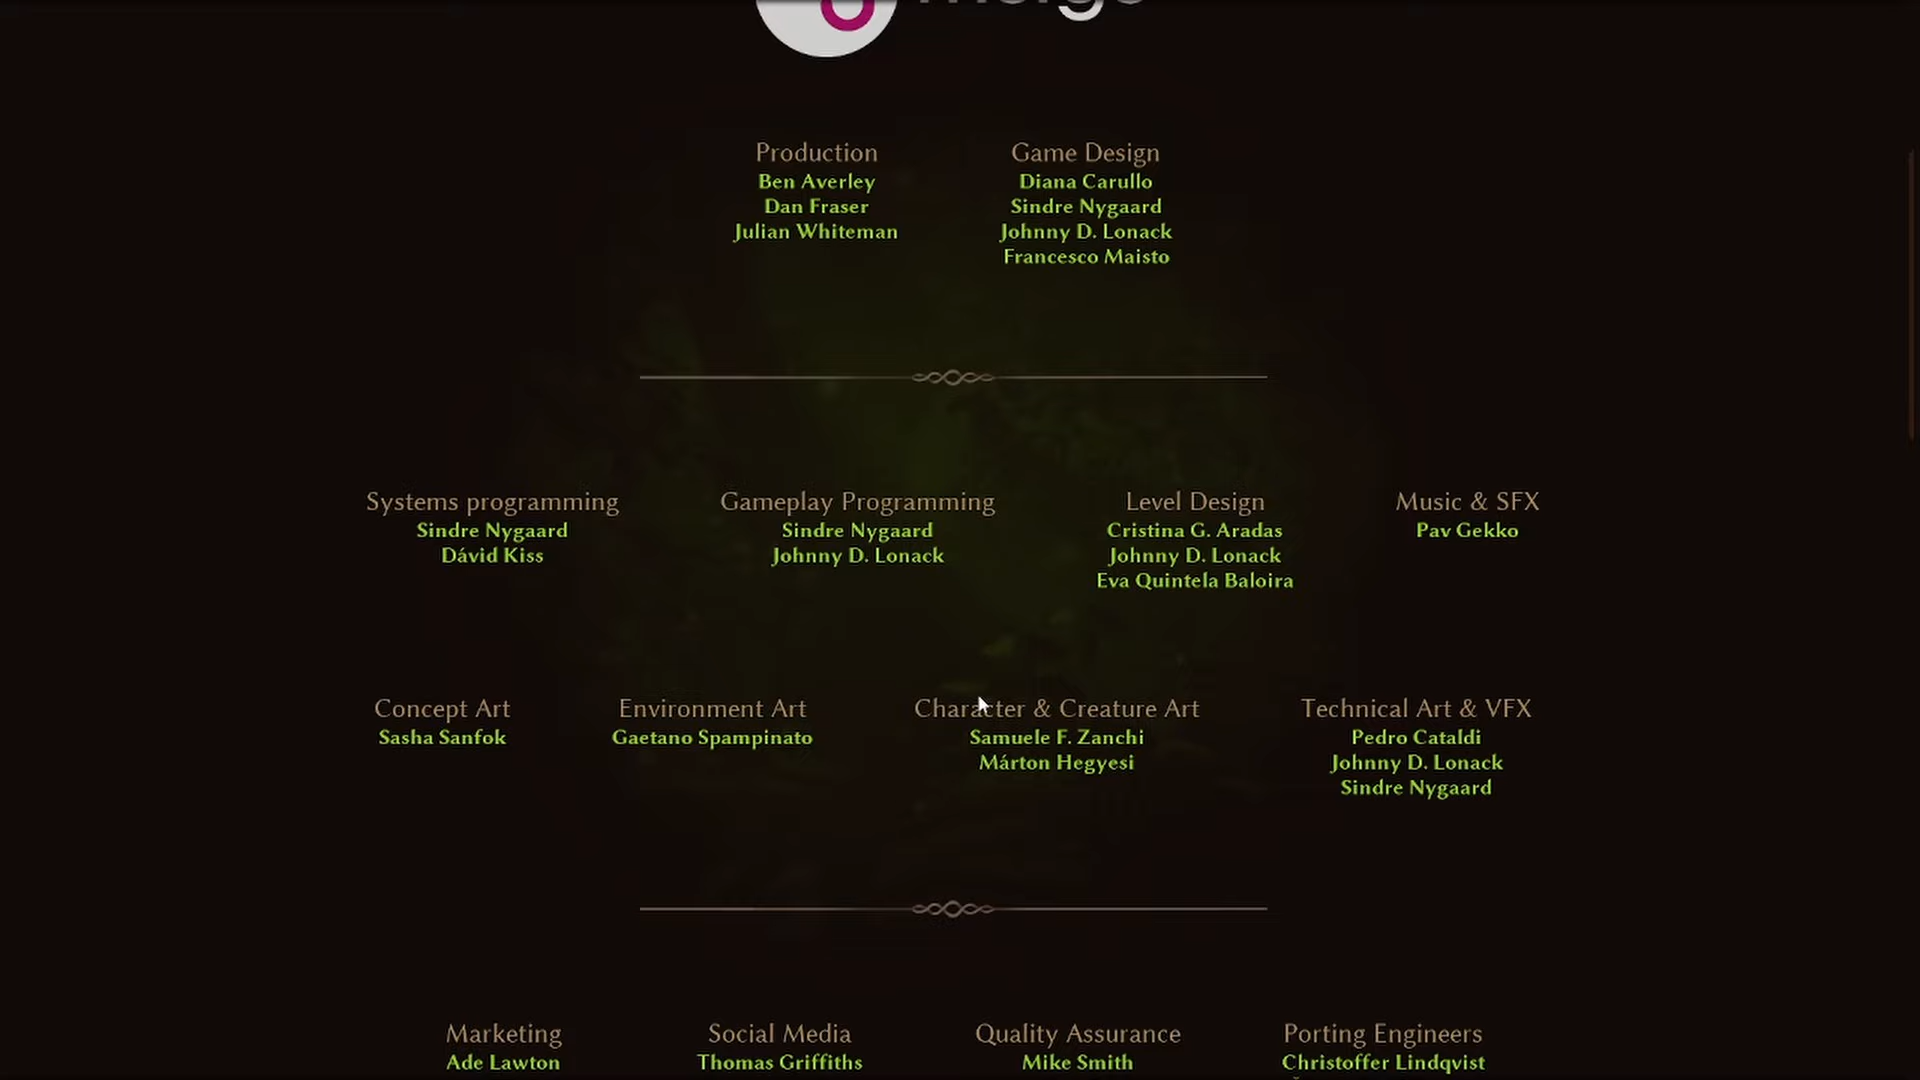 Production
Ben Averley
Dan Fraser
Julian Whiteman
Game Design
Diana Carullo
Sindre Nygaard
Johnny D. Lonack
Francesco Maisto
Systems programming
Sindre Nygaard
Dávid Kiss
Gameplay Programming
Sindre Nygaard
Johnny D. Lonack
Level Design
Cristina G. Aradas
Johnny D. Lonack
Eva Quintela Baloira
Music & SFX
Pav Gekko
Concept Art
Sasha Sanfok
Environment Art
Gaetano Spampinato
Character & Creature Art
Samuele F. Zanchi
Márton Hegyesi
Technical Art & VFX
Pedro Cataldi
Johnny D. Lonack
Sindre Nygaard
Marketing
Ade Lawton
Social Media
Thomas Griffiths
Quality Assurance
Mike Smith
Porting Engineers
Christoffer Lindqvist